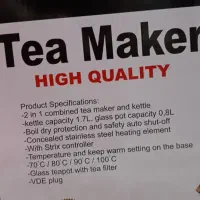 Tea Maker
HIGH QUALITY
Product Specifications:
-2 in 1 combined tea maker and kettle
-kettle capacity 1.7L, glass pot capacity 0,8L
-Boil dry protection and safety auto shut-off
-Concealed stainless steel heating element
-With Strix controller
-Temperature and keep warm setting on the base
-70˚C / 80˚C / 90˚C / 100˚C
-Glass teapot with tea filter
-VDE plug